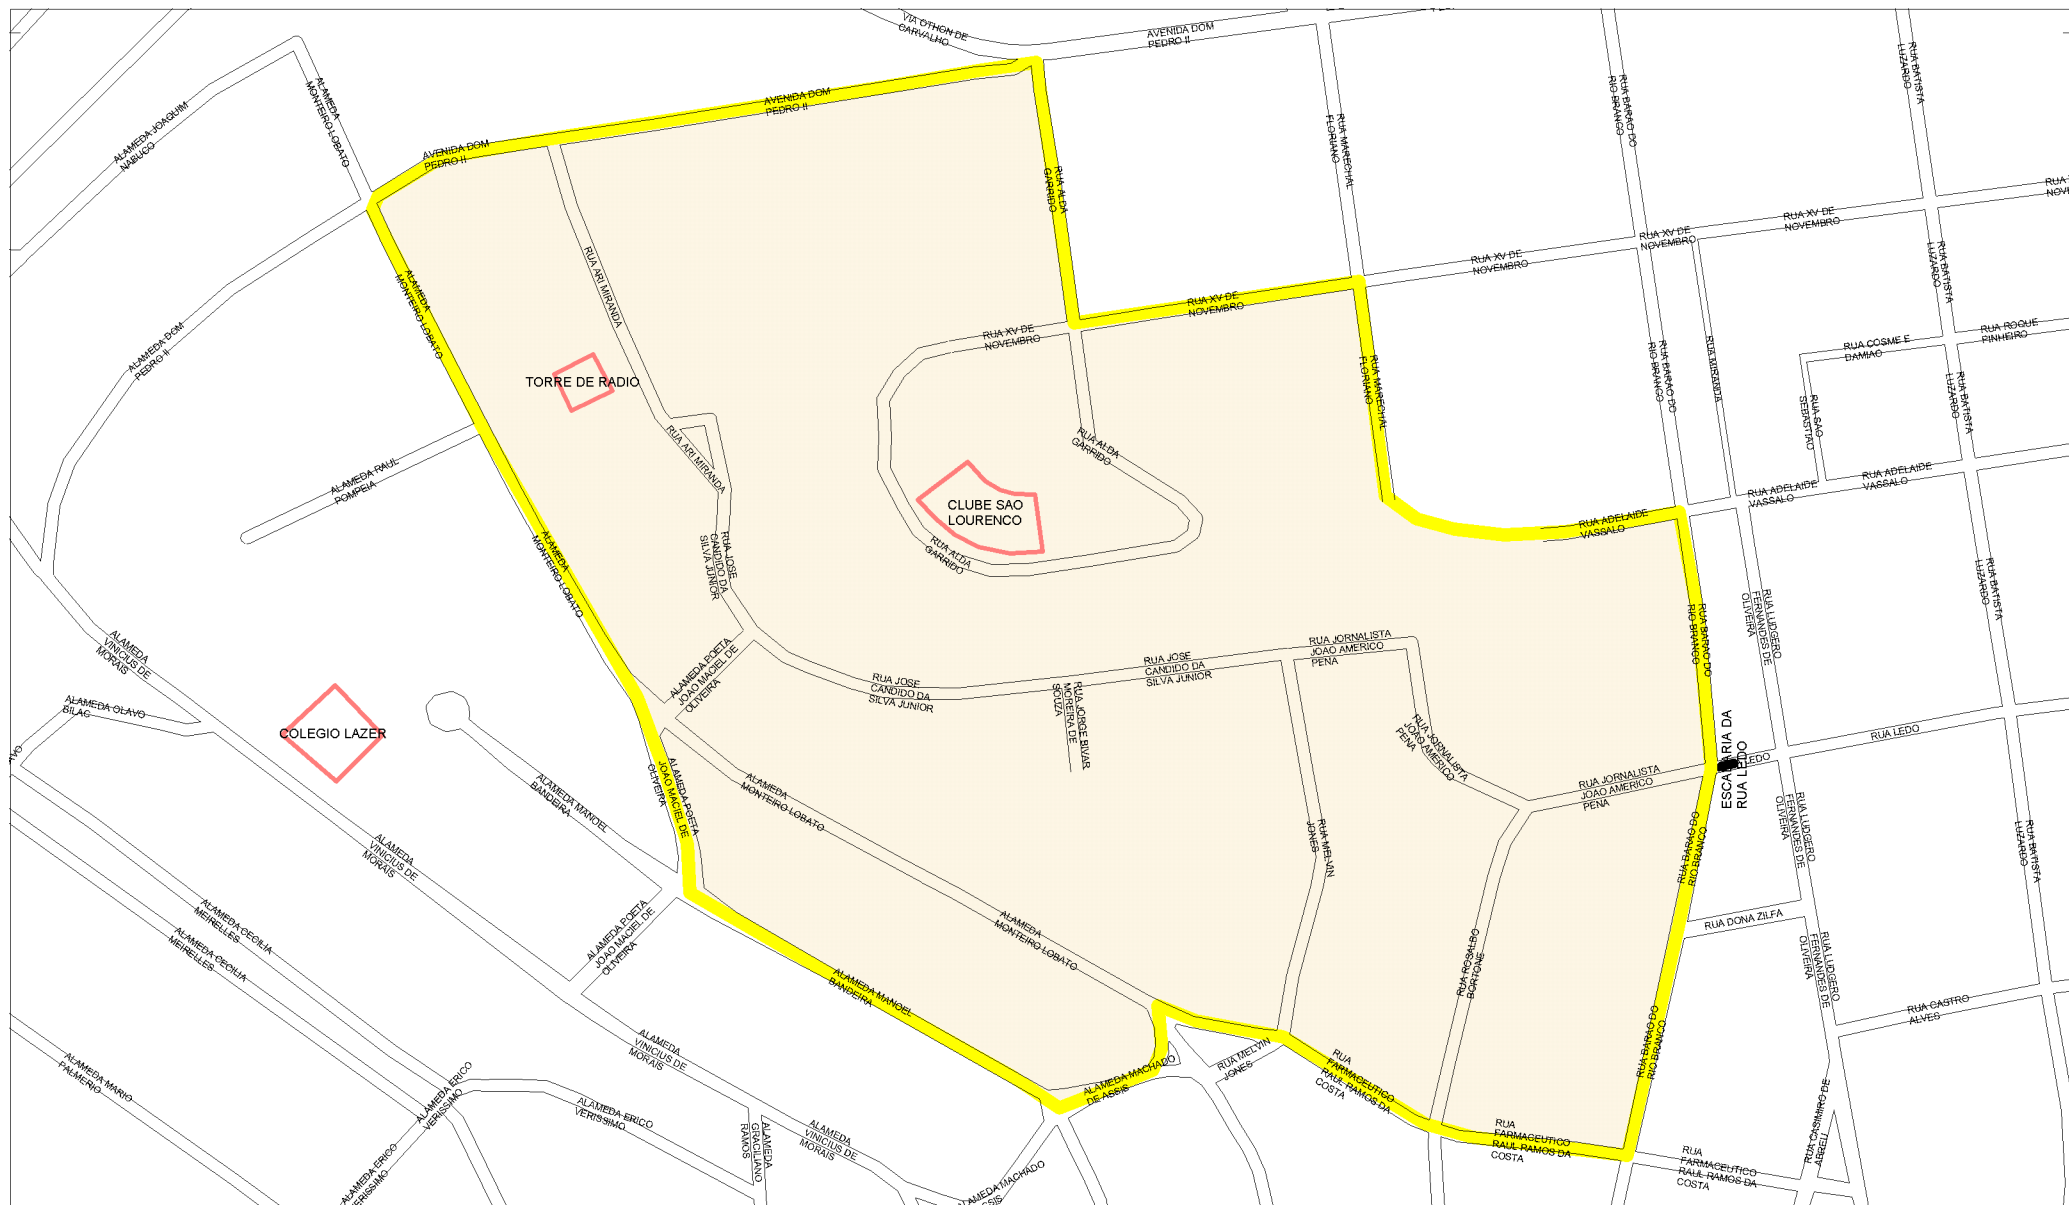 VIA OTHON DE
CARVALHO
AVENIDA DOM
PEDRO II
ALAMEDA
MONTEIRO LOBATO
ALAMEDA JOAQUIM
NABUCO
AVENIDA DOM
PEDRO II
AVENIDA DOM
PEDRO II
RUA MARECHAL
FLORIANO
RUA BARAO DO
RIO BRANCO
RUA BATISTA
LUZARDO
RUA ALDA
GARRIDO
RUA XV DE
NOVEMBRO
RUA XV DE
NOVEMBRO
RUA XV DE
NOVEMBRO
RUA XV DE
NOVEMBRO
RUA XV DE
NOVEMBRO
RUA ARI MIRANDA
ALAMEDA
MONTEIRO LOBATO
ALAMEDA DOM
PEDRO II
RUA BATISTA
LUZARDO
RUA ROQUE
PINHEIRO
RUA COSME E
DAMIAO
RUA MIRANDA
RUA BARAO DO
RIO BRANCO
RUA MARECHAL
FLORIANO
TORRE DE RADIO
RUA SAO
SEBASTIAO
RUA BATISTA
LUZARDO
RUA ARI MIRANDA
RUA ALDA
GARRIDO
ALAMEDA RAUL
POMPEIA
CLUBE SAO
LOURENCO
RUA ALDA
GARRIDO
RUA ADELAIDE
VASSALO
RUA ADELAIDE
VASSALO
RUA ADELAIDE
VASSALO
ALAMEDA
MONTEIRO LOBATO
RUA JOSE
CANDIDO DA
SILVA JUNIOR
RUA BATISTA
LUZARDO
RUA LUDGERO
FERNANDES DE
OLIVEIRA
RUA BARAO DO
RIO BRANCO
ALAMEDA
VINICIUS DE
MORAIS
ALAMEDA POETA
JOAO MACIEL DE
OLIVEIRA
RUA JOSE
CANDIDO DA
SILVA JUNIOR
RUA JOSE
CANDIDO DA
SILVA JUNIOR
RUA JORNALISTA
JOAO AMERICO
PENA
RUA JORGE BIVAR
MOREIRA DE
SOUZA
ALAMEDA OLAVO
BILAC
COLEGIO LAZER
RUA JORNALISTA
JOAO AMERICO
PENA
RUA JORNALISTA
JOAO AMERICO
PENA
ESCADARIA DA
RUA LEDO
LEDO
RUA LEDO
ALAMEDA POETA
JOAO MACIEL DE
OLIVEIRA
ALAMEDA
MONTEIRO LOBATO
ALAMEDA MANOEL
BANDEIRA
RUA MELVIN
JONES
RUA BARAO DO
RIO BRANCO
RUA LUDGERO
FERNANDES DE
OLIVEIRA
RUA BATISTA
LUZARDO
ALAMEDA
VINICIUS DE
MORAIS
ALAMEDA CECILIA
MEIRELLES
ALAMEDA CECILIA
MEIRELLES
ALAMEDA POETA
JOAO MACIEL DE
OLIVEIRA
ALAMEDA
MONTEIRO LOBATO
RUA DONA ZILFA
RUA LUDGERO
FERNANDES DE
OLIVEIRA
RUA ROSALBO
BORTONE
ALAMEDA MANOEL
BANDEIRA
RUA CASTRO
ALVES
RUA BARAO DO
RIO BRANCO
ALAMEDA
VINICIUS DE
MORAIS
RUA MELVIN
JONES
ALAMEDA MACHADO
DE ASSIS
RUA
FARMACEUTICO
RAUL RAMOS DA
COSTA
ALAMEDA MARIO
PALMERIO
ALAMEDA ERICO
VERISSIMO
ALAMEDA ERICO
VERISSIMO
ALAMEDA
GRACILIANO
RAMOS
ALAMEDA
VINICIUS DE
MORAIS
RUA
FARMACEUTICO
RAUL RAMOS DA
COSTA
RUA
FARMACEUTICO
RAUL RAMOS DA
COSTA
RUA CASIMIRO DE
ABREU
ALAMEDA ERICO
VERISSIMO
ALAMEDA MACHADO